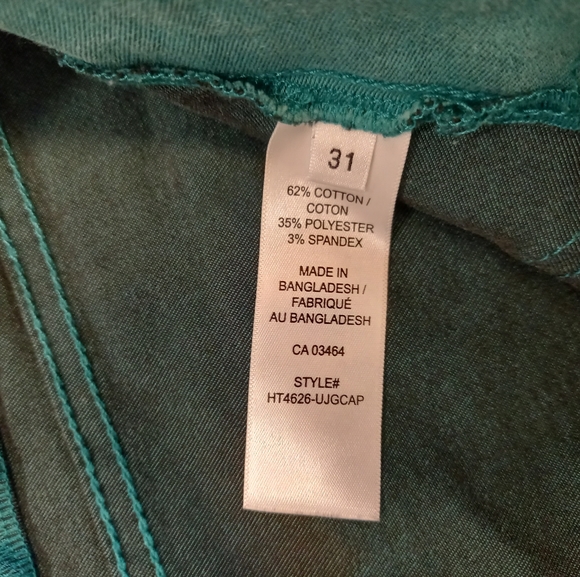 31
62% COTTON /
COTON
35% POLYESTER
3% SPANDEX
MADE IN
BANGLADESH /
FABRIQUÉ
AU BANGLADESH
CA 03464
STYLE#
HT4626-UJGCAP